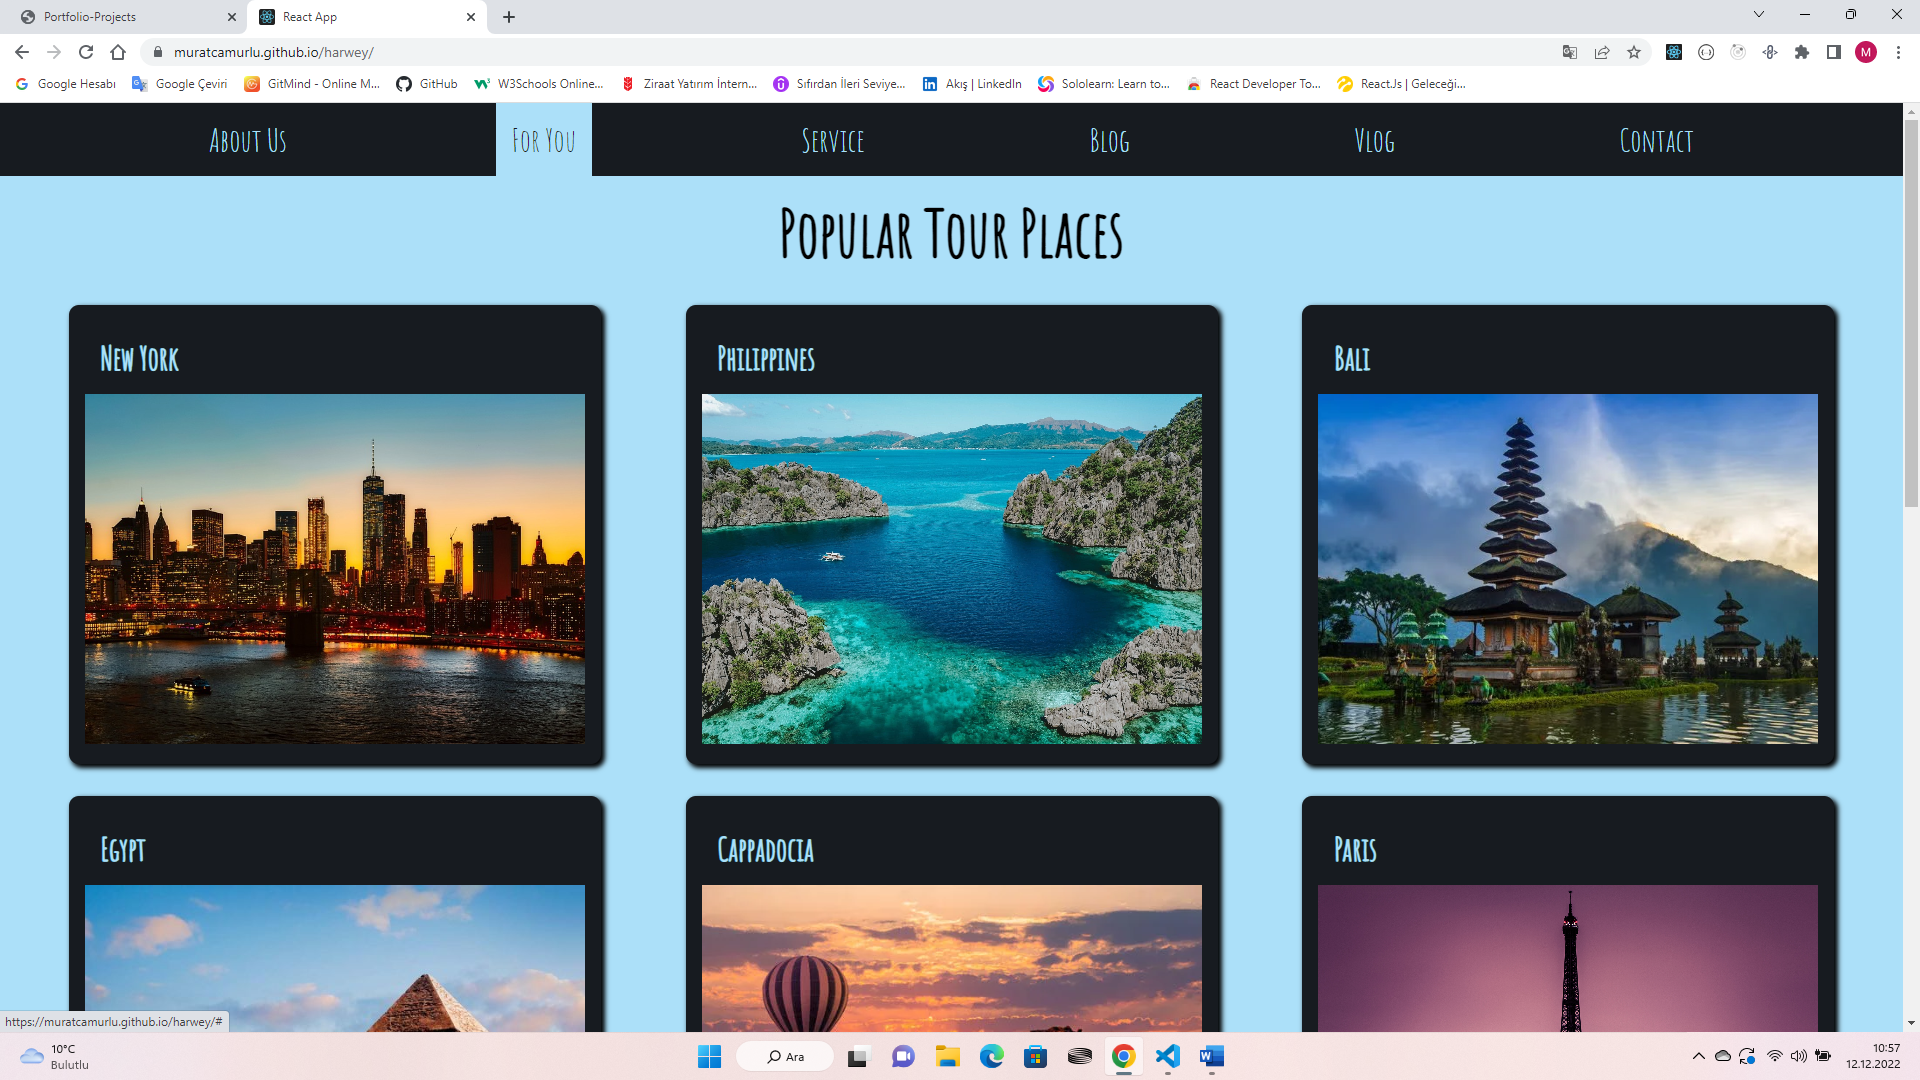 Portfolio-Projects
React App
muratcamurlu.github.io/harwey/
M
Google Hesabı
Google Çeviri
GitMind - Online M...
GitHub
W3Schools Online...
Ziraat Yatırım İntern...
Sıfırdan İleri Seviye...
Akış | LinkedIn
Sololearn: Learn to...
React Developer To...
React.Js | Geleceği...
About Us
For You
Service
Blog
Vlog
Contact
Popular Tour Places
New York
Philippines
Bali
Egypt
Cappadocia
Paris
https://muratcamurlu.github.io/harwey/#
10°C
Bulutlu
Ara
10:57
12.12.2022